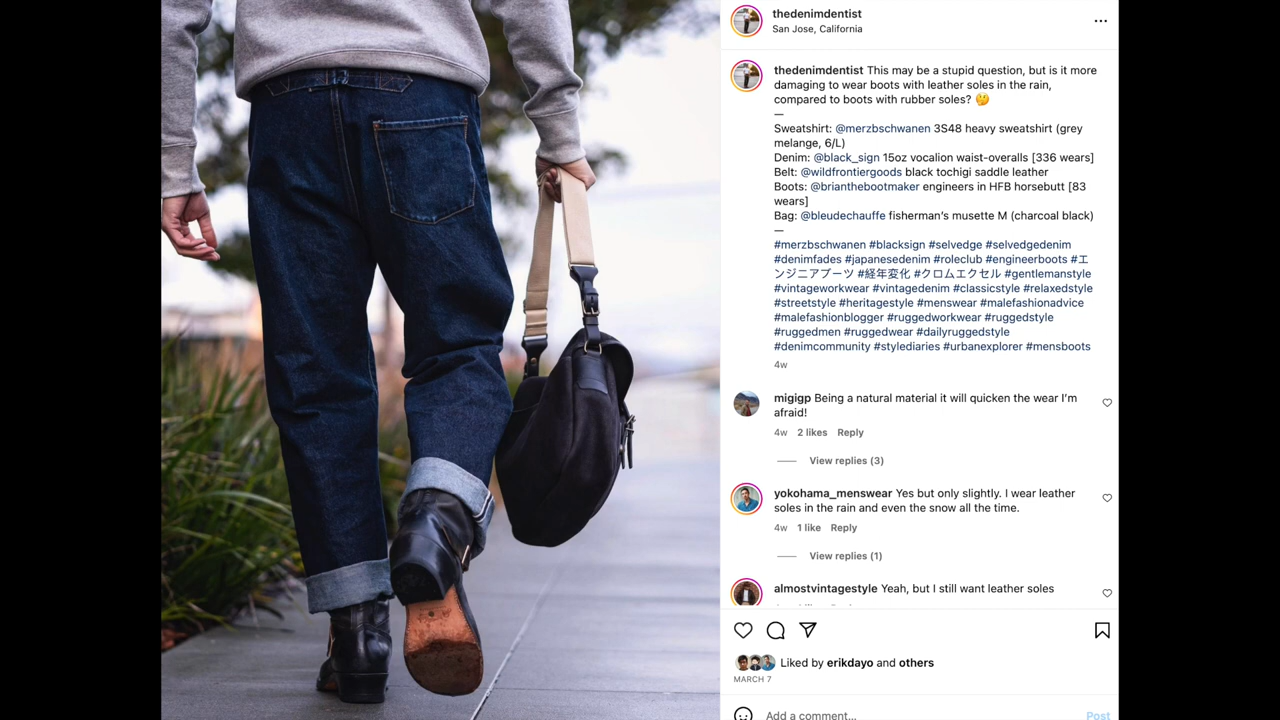 thedenimdentist
San Jose, California
thedenimdentist This may be a stupid question, but is it more
damaging to wear boots with leather soles in the rain,
compared to boots with rubber soles? 🤔
—
Sweatshirt: @merzbschwanen 3S48 heavy sweatshirt (grey
melange, 6/L)
Denim: @black_sign 15oz vocalion waist-overalls [336 wears]
Belt: @wildfrontiergoods black tochigi saddle leather
Boots: @brianthebootmaker engineers in HFB horsebutt [83
wears]
Bag: @bleudechauffe fisherman's musette M (charcoal black)
—
#merzbschwanen #blacksign #selvedge #selvedgedenim
#denimfades #japanesedenim #roleclub #engineerboots #エ
ンジニアブーツ #経年変化 #クロムエクセル #gentlemanstyle
#vintageworkwear #vintagedenim #classicstyle #relaxedstyle
#streetstyle #heritagestyle #menswear #malefashionadvice
#malefashionblogger #ruggedworkwear #ruggedstyle
#ruggedmen #ruggedwear #dailyruggedstyle
#denimcommunity #stylediaries #urbanexplorer #mensboots
4w
migigp Being a natural material it will quicken the wear I'm
afraid!
4w 2 likes Reply
View replies (3)
yokohama_menswear Yes but only slightly. I wear leather
soles in the rain and even the snow all the time.
4w 1 like Reply
View replies (1)
almostvintagestyle Yeah, but I still want leather soles
Liked by erikdayo and others
MARCH 7
Add a comment...
Post